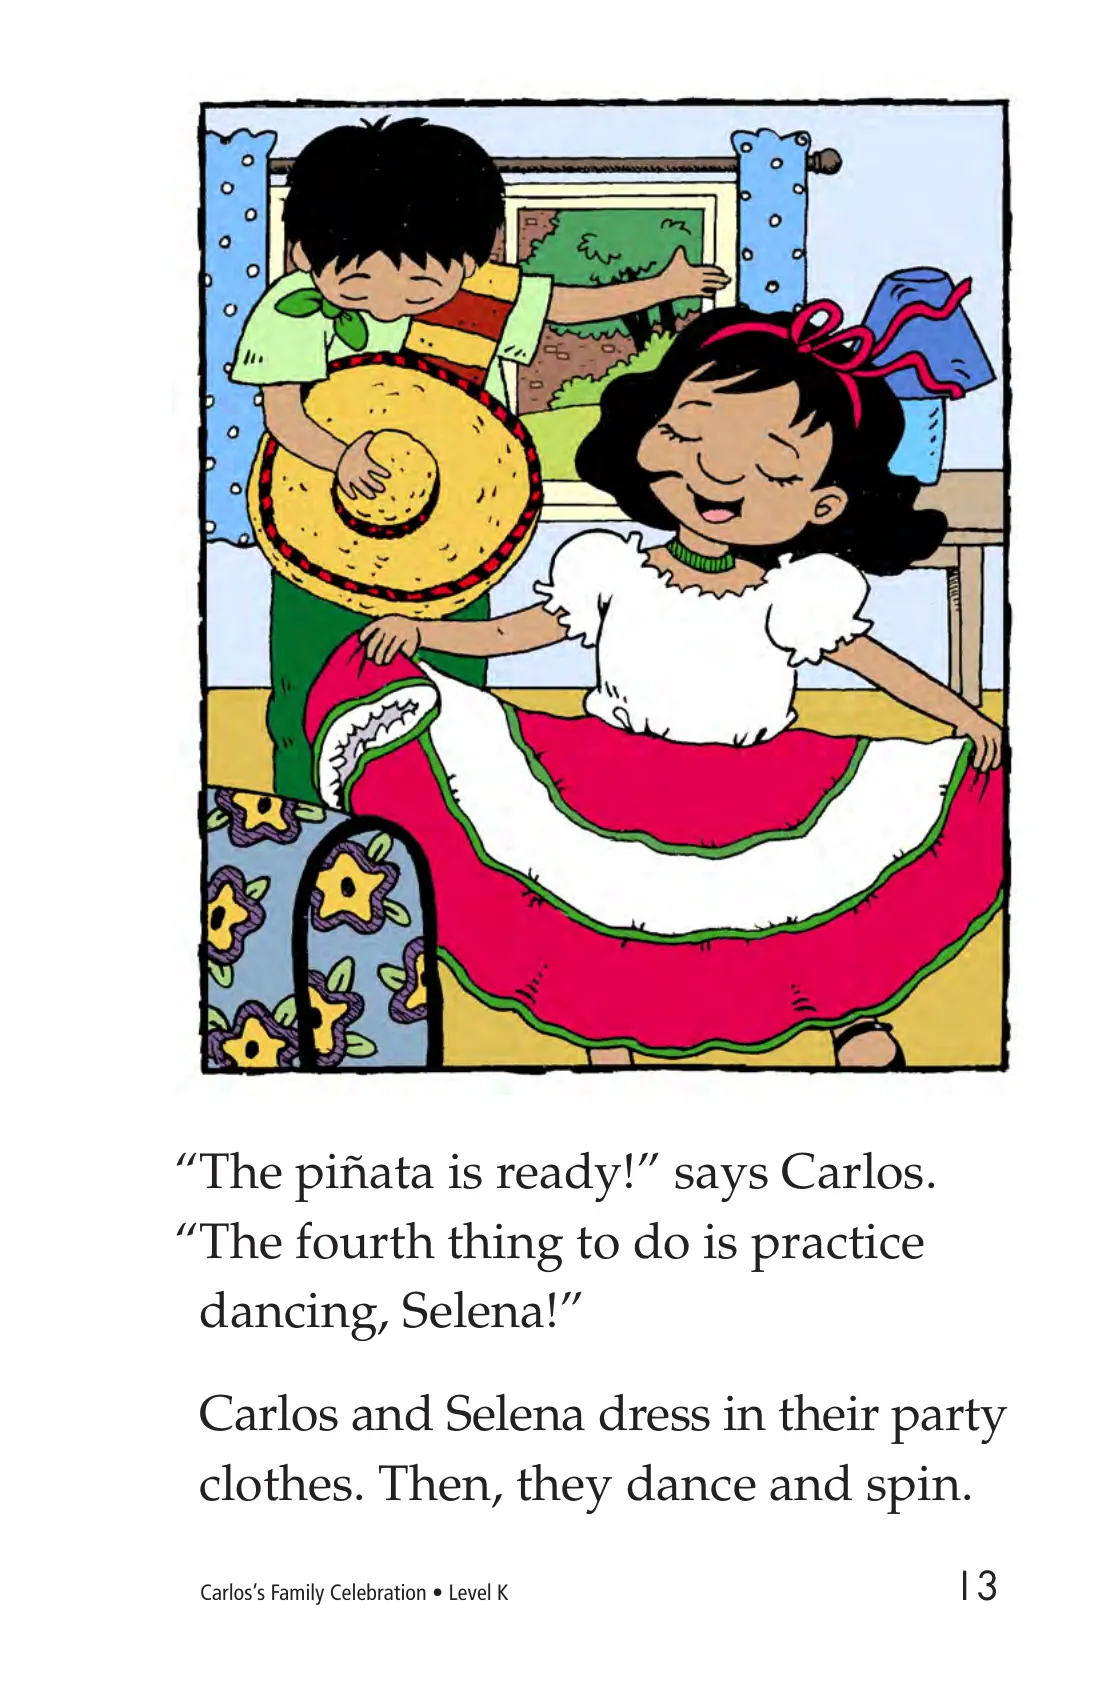 “The piñata is ready!” says Carlos.
“The fourth thing to do is practice
dancing, Selena!”
Carlos and Selena dress in their party
clothes. Then, they dance and spin.
Carlos’s Family Celebration • Level K
13